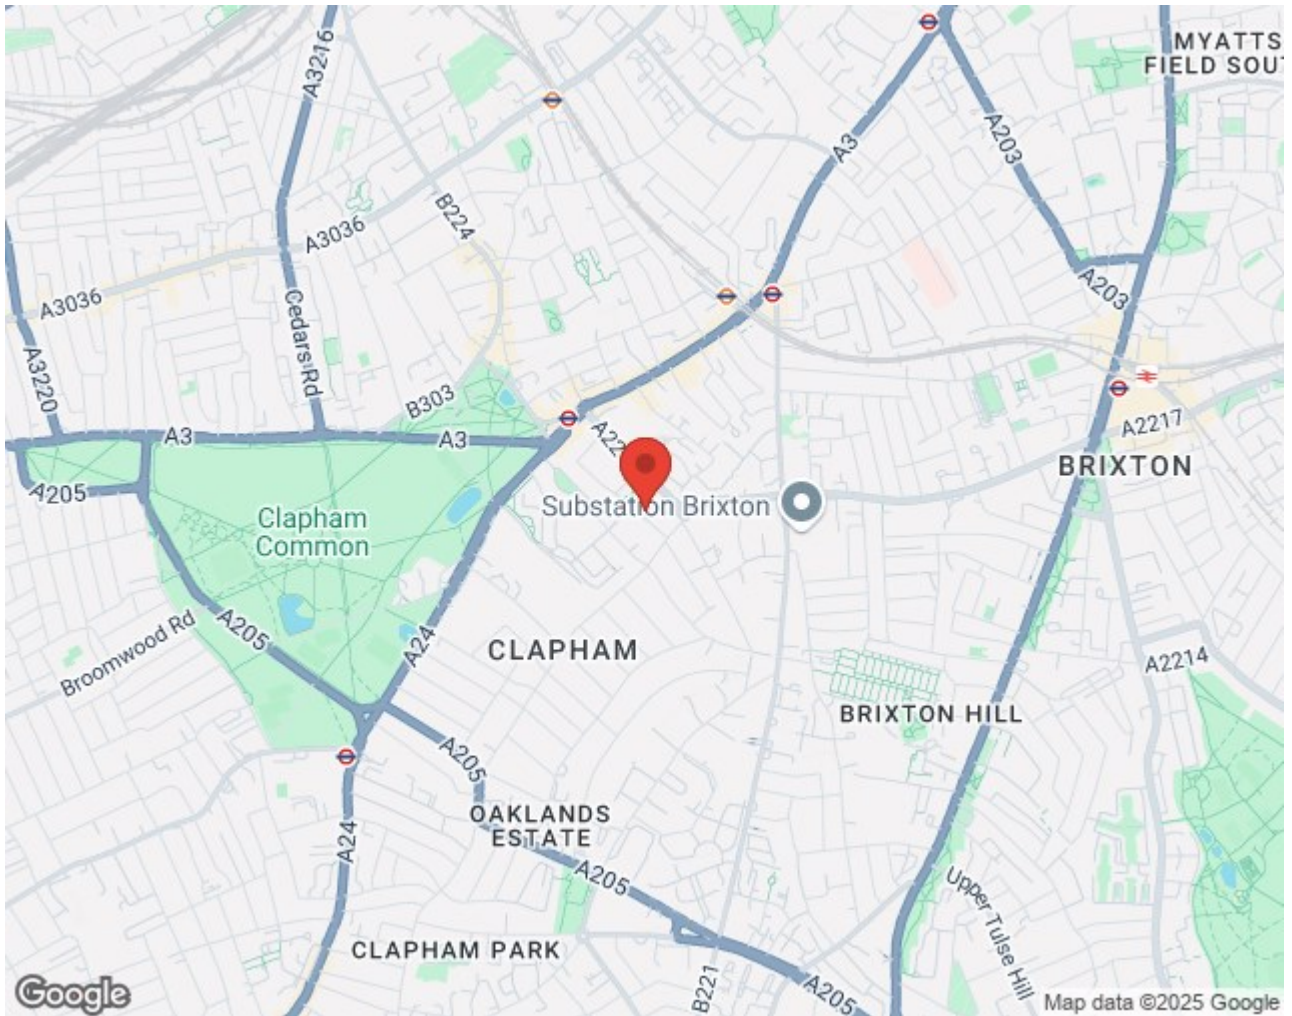 MYATTS
FIELD SOU
A3216
A3
A203
B224
A3036
A203
A3036
Cedars Rd
A3220
B303
A3
A3
A22
A2217
BRIXTON
A205
Substation Brixton
Clapham
Common
A205
Broomwood Rd
A24
CLAPHAM
A2214
BRIXTON HILL
A205
OAKLANDS
ESTATE
A24
A205
Upper Tulse Hill
CLAPHAM PARK
B221
A205
Google
Map data ©2025 Google